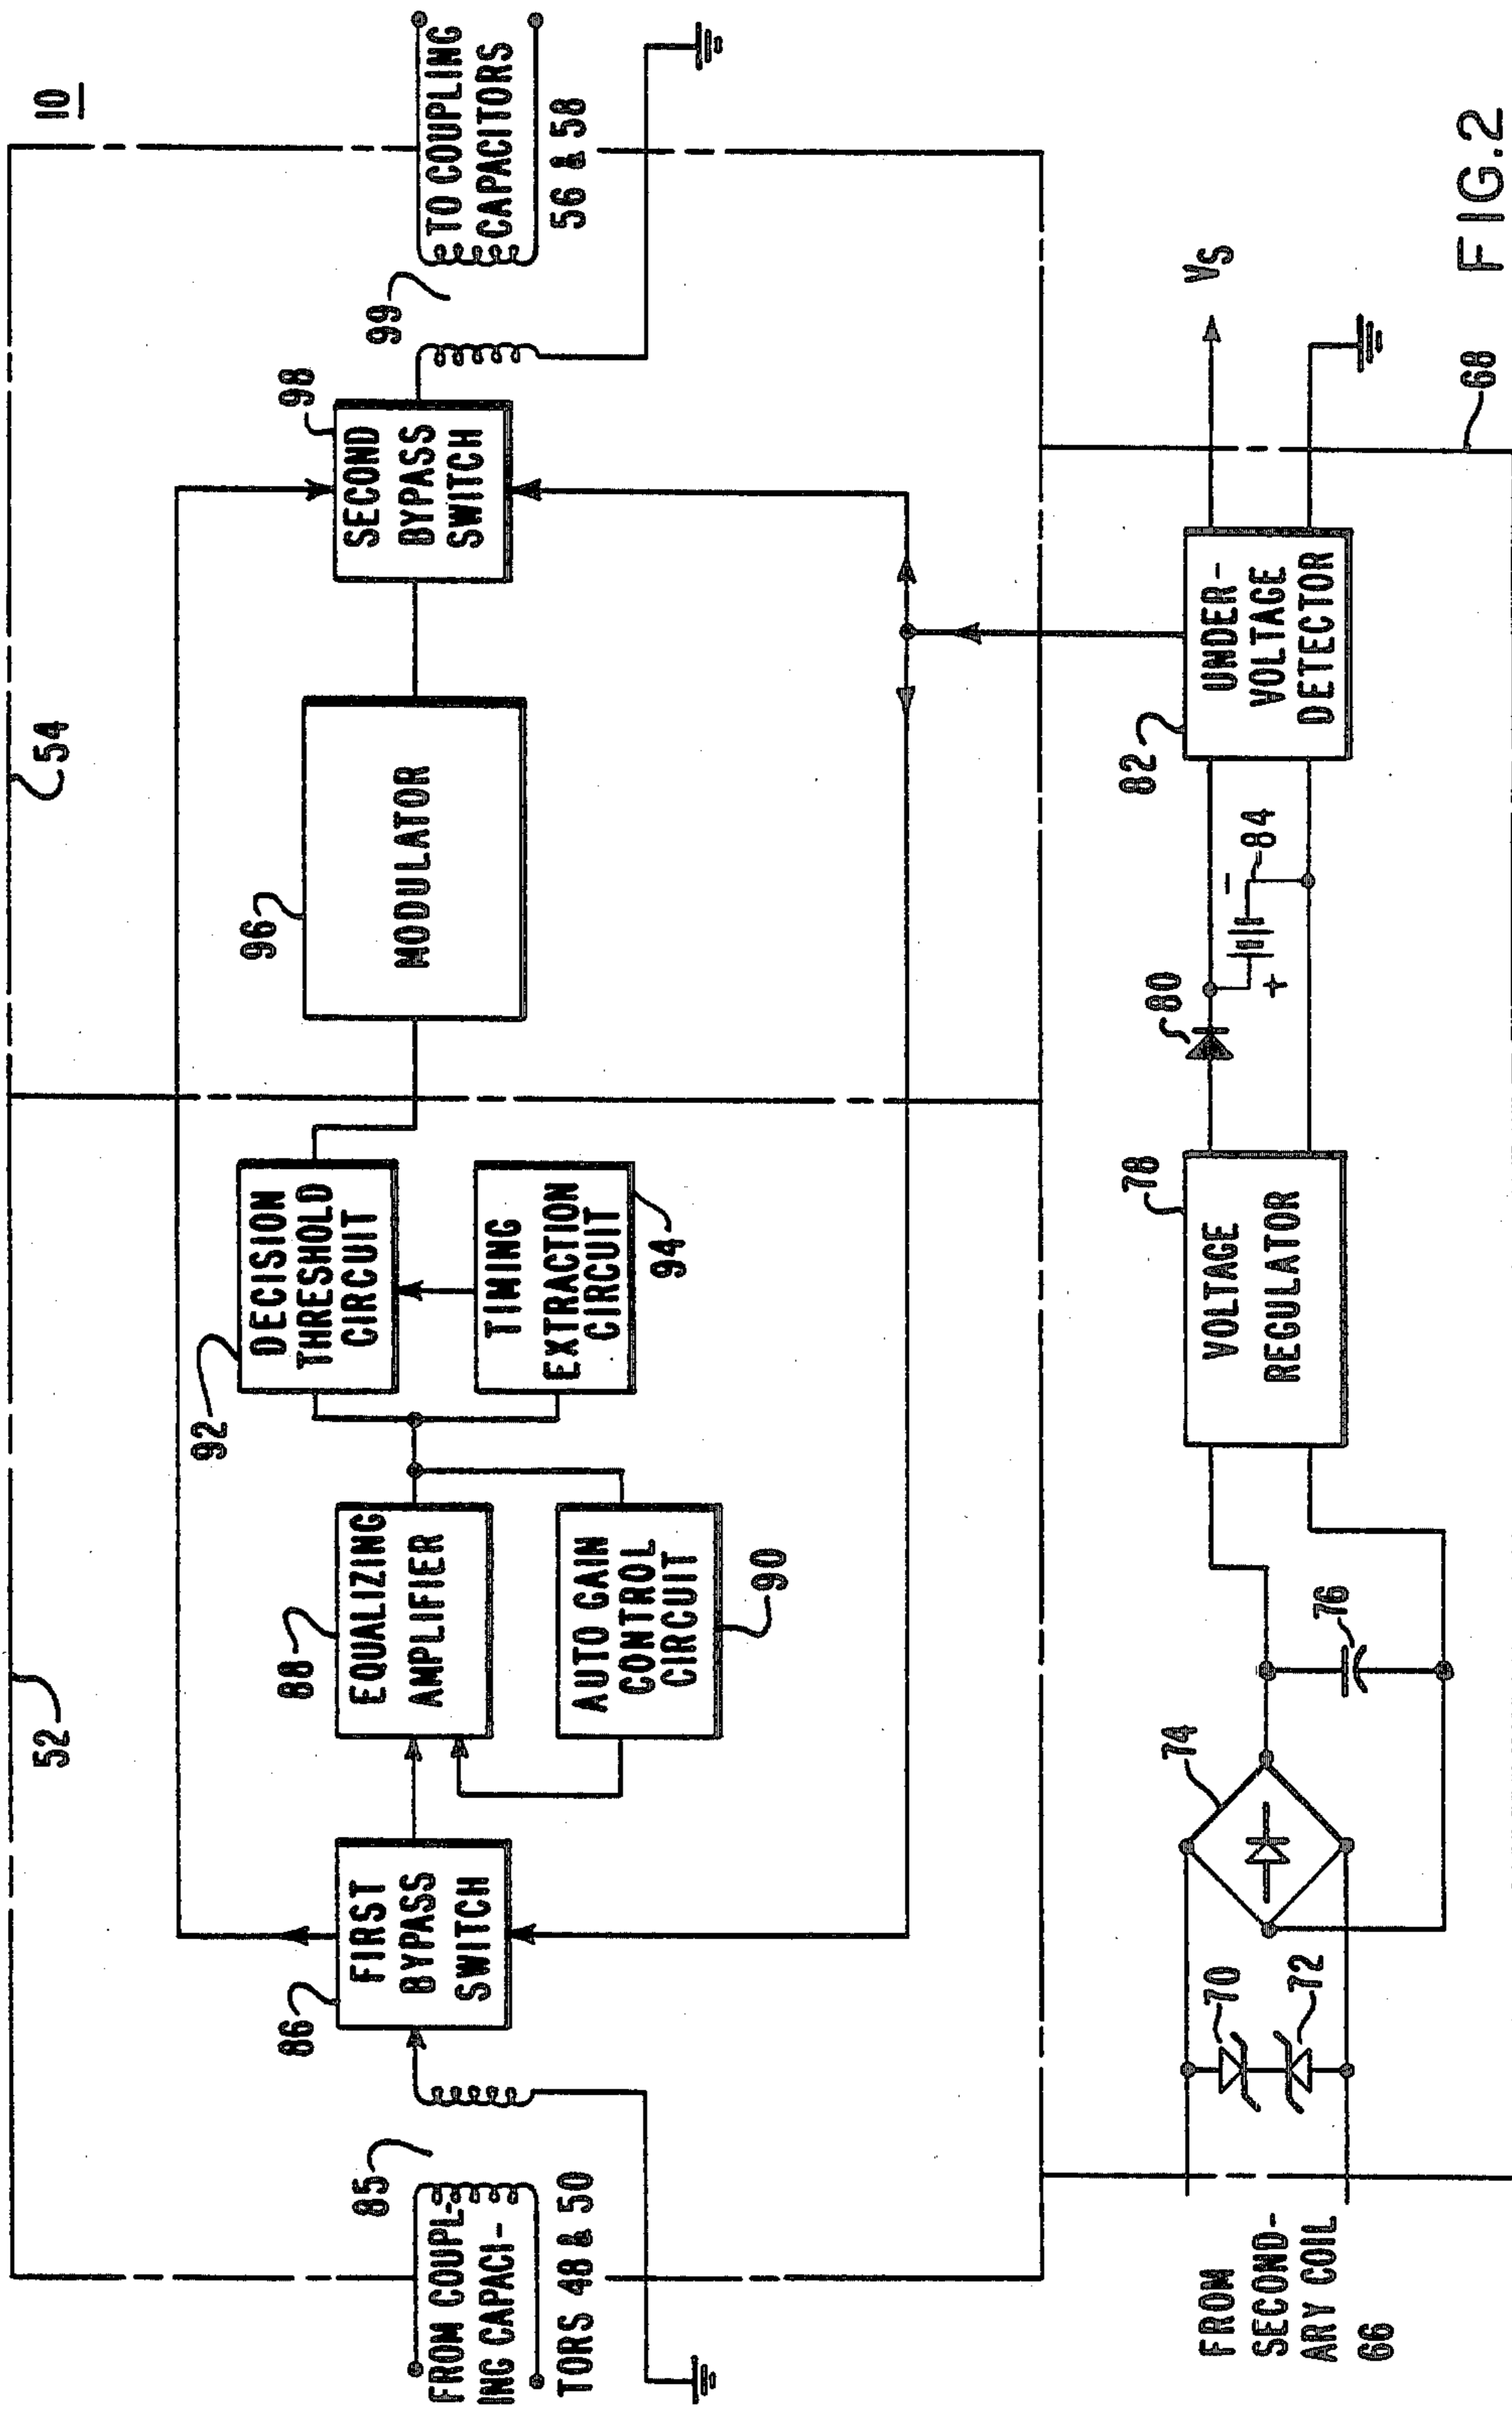 10
52
54
FROM COUPL-
ING CAPACI-
TORS 48 & 50
85
86
FIRST
BYPASS
SWITCH
88
EQUALIZING
AMPLIFIER
AUTO GAIN
CONTROL
CIRCUIT
90
92
DECISION
THRESHOLD
CIRCUIT
TIMING
EXTRACTION
CIRCUIT
94
96
MODULATOR
98
SECOND
BYPASS
SWITCH
99
TO COUPLING
CAPACITORS
56 & 58
FROM
SECOND-
ARY COIL
66
70
72
74
76
78
VOLTAGE
REGULATOR
80
+
-
84
82
UNDER-
VOLTAGE
DETECTOR
VS
68
FIG.2